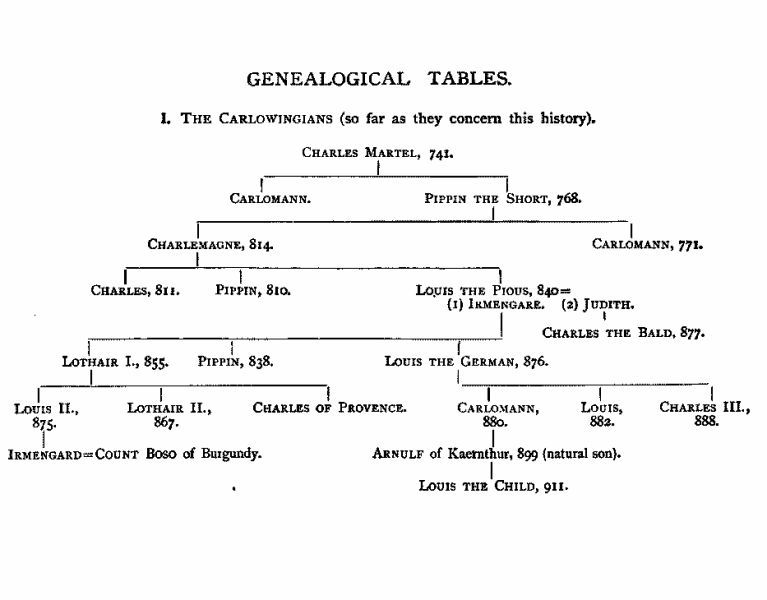 GENEALOGICAL TABLES.
I. THE CARLOWINGIANS (so far as they concern this history).
CHARLES MARTEL, 741.
CARLOMANN. PIPPIN THE SHORT, 768.
CHARLEMAGNE, 814. CARLOMANN, 771.
CHARLES, 811. PIPPIN, 810. LOUIS THE PIOUS, 840=
(1) IRMENGARE. (2) JUDITH.
CHARLES THE BALD, 877.
LOTHAIR I., 855. PIPPIN, 838. LOUIS THE GERMAN, 876.
LOUIS II., LOTHAIR II., CHARLES OF PROVENCE. CARLOMANN, LOUIS, CHARLES III.,
875. 867. 880. 882. 888.
IRMENGARD=COUNT BOSO of Burgundy. ARNULF of Kaernthur, 899 (natural son).
LOUIS THE CHILD, 911.